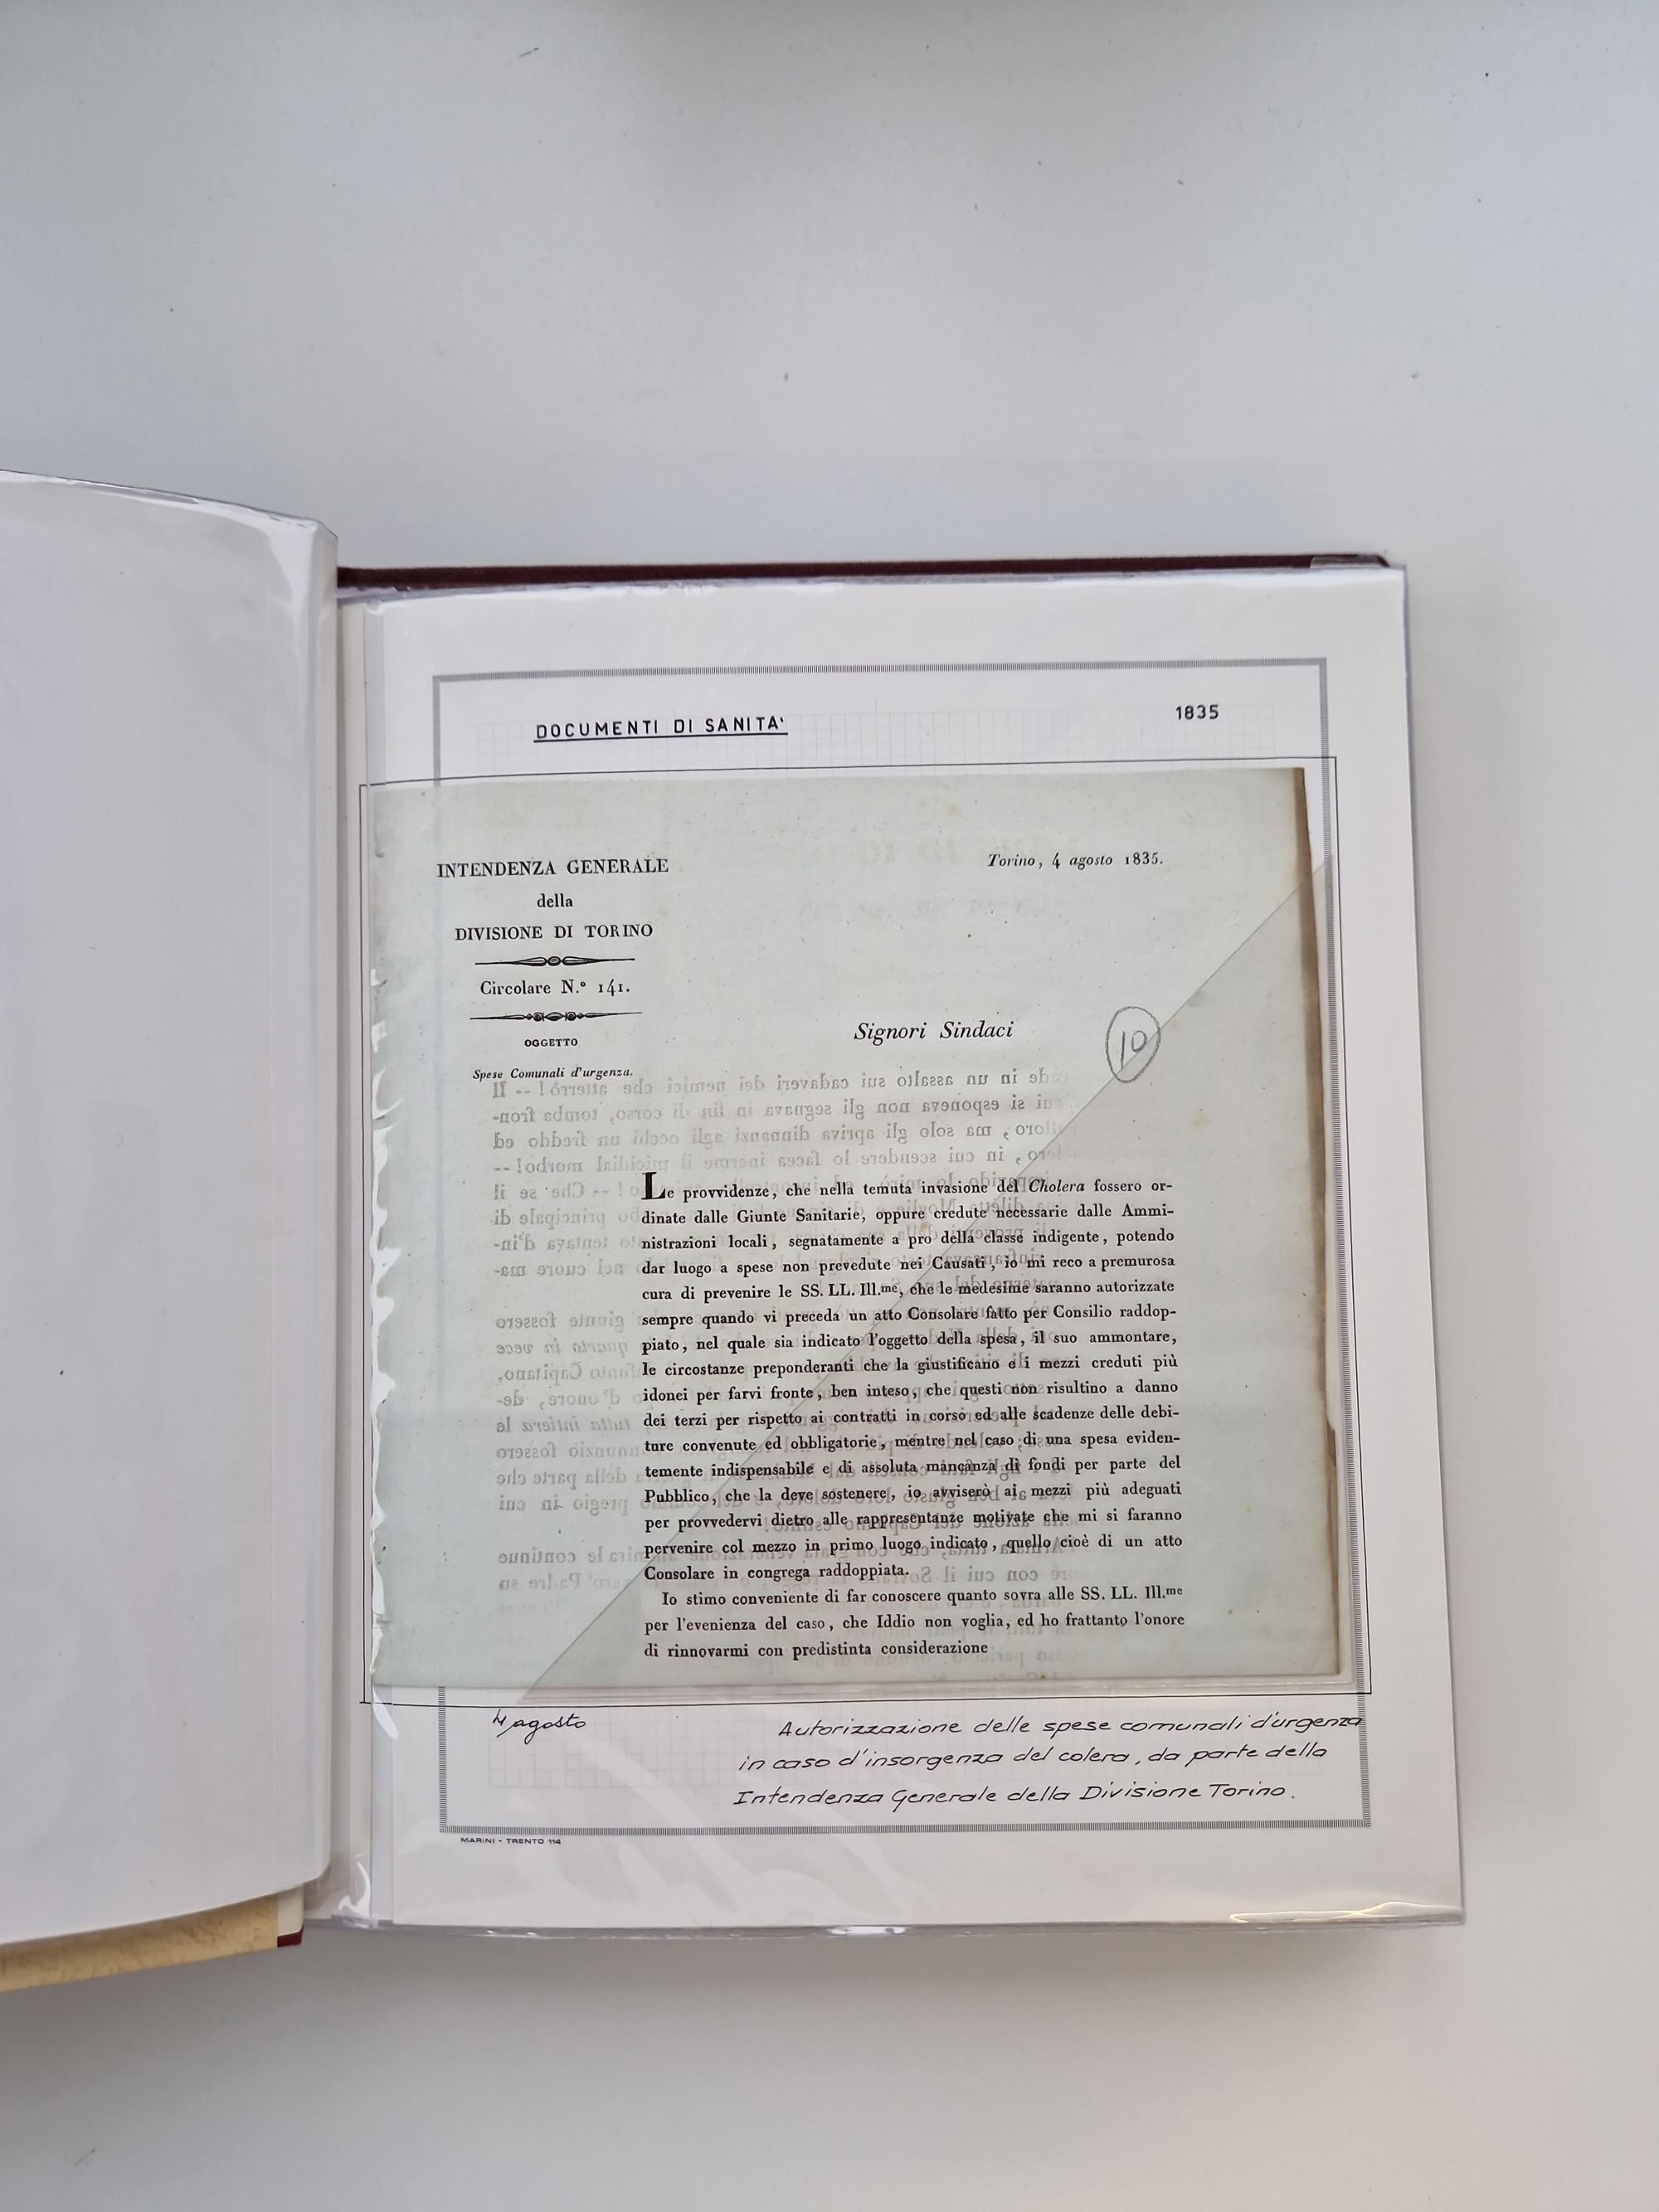 DOCUMENTI DI SANITA'
1835
INTENDENZA GENERALE
della
DIVISIONE DI TORINO
Circolare N.º 141.
OGGETTO
Spese Comunali d'urgenza.
Torino, 4 agosto 1835.
Signori Sindaci
10
Le provvidenze, che nella temuta invasione del Cholera fossero or-
dinate dalle Giunte Sanitarie, oppure credute necessarie dalle Ammi-
nistrazioni locali, segnatamente a pro della classe indigente, potendo
dar luogo a spese non prevedute nei Causati, io mi reco a premurosa
cura di prevenire le SS. LL. Ill.me, che le medesime saranno autorizzate
sempre quando vi preceda un atto Consolare fatto per Consilio raddop-
piato, nel quale sia indicato l'oggetto della spesa, il suo ammontare,
le circostanze preponderanti che la giustificano e i mezzi creduti più
idonei per farvi fronte, ben inteso, che questi non risultino a danno
dei terzi per rispetto ai contratti in corso ed alle scadenze delle debi-
ture convenute ed obbligatorie, mentre nel caso di una spesa eviden-
temente indispensabile e di assoluta mancanza di fondi per parte del
Pubblico, che la deve sostenere, io avviserò ai mezzi più adeguati
per provvedervi dietro alle rappresentanze motivate che mi si faranno
pervenire col mezzo in primo luogo indicato, quello cioè di un atto
Consolare in congrega raddoppiata.
Io stimo conveniente di far conoscere quanto sovra alle SS. LL. Ill.me
per l'evenienza del caso, che Iddio non voglia, ed ho frattanto l'onore
di rinnovarmi con predistinta considerazione
4 agosto
Autorizzazione delle spese comunali d'urgenza
in caso d'insorgenza del colera, da parte della
Intendenza Generale della Divisione Torino.
MARINI - TRENTO 114